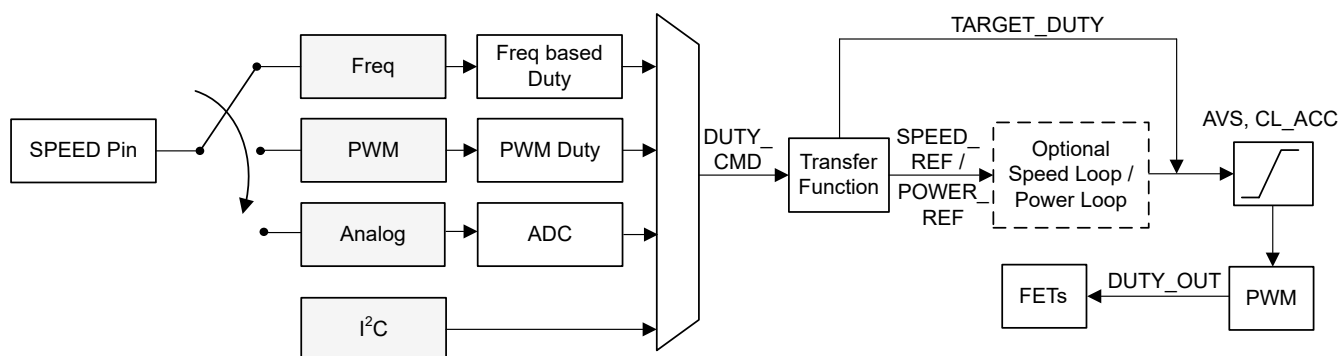 TARGET_DUTY
Freq
Freq based
Duty
AVS, CL_ACC
SPEED Pin
PWM
PWM Duty
DUTY_
CMD
Transfer
Function
SPEED_
REF /
POWER_
REF
Optional
Speed Loop /
Power Loop
Analog
ADC
FETs
DUTY_OUT
PWM
I²C